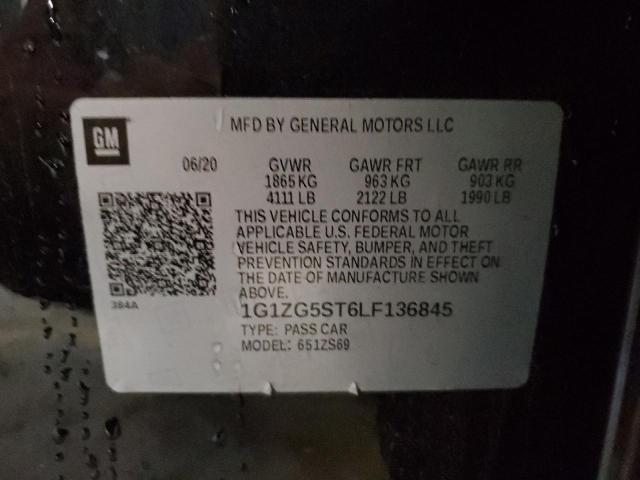 GM
MFD BY GENERAL MOTORS LLC
06/20 GVWR GAWR FRT GAWR RR
1865 KG 963 KG 903 KG
4111 LB 2122 LB 1990 LB
THIS VEHICLE CONFORMS TO ALL
APPLICABLE U.S. FEDERAL MOTOR
VEHICLE SAFETY, BUMPER, AND THEFT
PREVENTION STANDARDS IN EFFECT ON
THE DATE OF MANUFACTURE SHOWN
ABOVE.
384A
1G1ZG5ST6LF136845
TYPE: PASS CAR
MODEL: 651ZS69